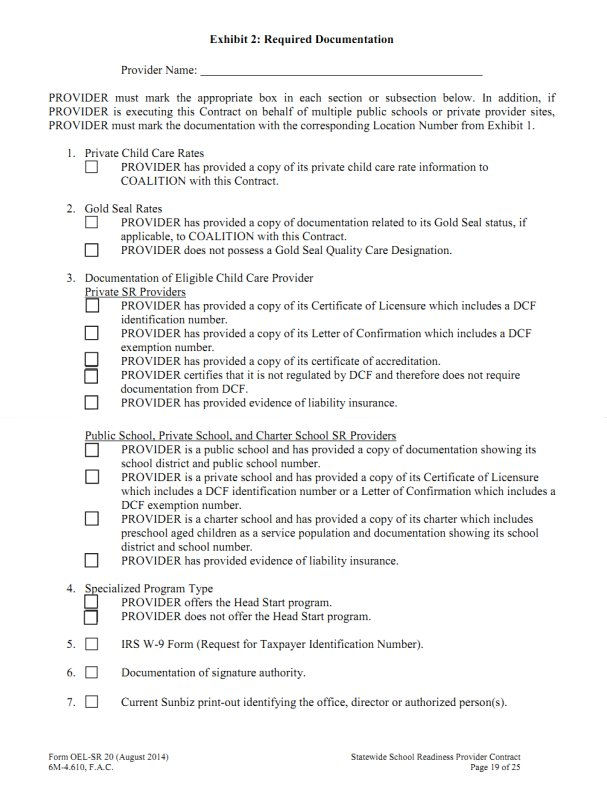 Exhibit 2: Required Documentation
Provider Name: ___
PROVIDER must mark the appropriate box in each section or subsection below. In addition, if
PROVIDER is executing this Contract on behalf of multiple public schools or private provider sites,
PROVIDER must mark the documentation with the corresponding Location Number from Exhibit 1.
1. Private Child Care Rates
PROVIDER has provided a copy of its private child care rate information to
COALITION with this Contract.
2. Gold Seal Rates
PROVIDER has provided a copy of documentation related to its Gold Seal status, if
applicable, to COALITION with this Contract.
PROVIDER does not possess a Gold Seal Quality Care Designation.
3. Documentation of Eligible Child Care Provider
Private SR Providers
PROVIDER has provided a copy of its Certificate of Licensure which includes a DCF
identification number.
PROVIDER has provided a copy of its Letter of Confirmation which includes a DCF
exemption number.
PROVIDER has provided a copy of its certificate of accreditation.
PROVIDER certifies that it is not regulated by DCF and therefore does not require
documentation from DCF.
PROVIDER has provided evidence of liability insurance.
Public School, Private School, and Charter School SR Providers
PROVIDER is a public school and has provided a copy of documentation showing its
school district and public school number.
PROVIDER is a private school and has provided a copy of its Certificate of Licensure
which includes a DCF identification number or a Letter of Confirmation which includes a
DCF exemption number.
PROVIDER is a charter school and has provided a copy of its charter which includes
preschool aged children as a service population and documentation showing its school
district and school number.
PROVIDER has provided evidence of liability insurance.
4. Specialized Program Type
PROVIDER offers the Head Start program.
PROVIDER does not offer the Head Start program.
5. IRS W-9 Form (Request for Taxpayer Identification Number).
6. Documentation of signature authority.
7. Current Sunbiz print-out identifying the office, director or authorized person(s).
Form OEL-SR 20 (August 2014) Statewide School Readiness Provider Contract
6M-4.610, F.A.C. Page 19 of 25